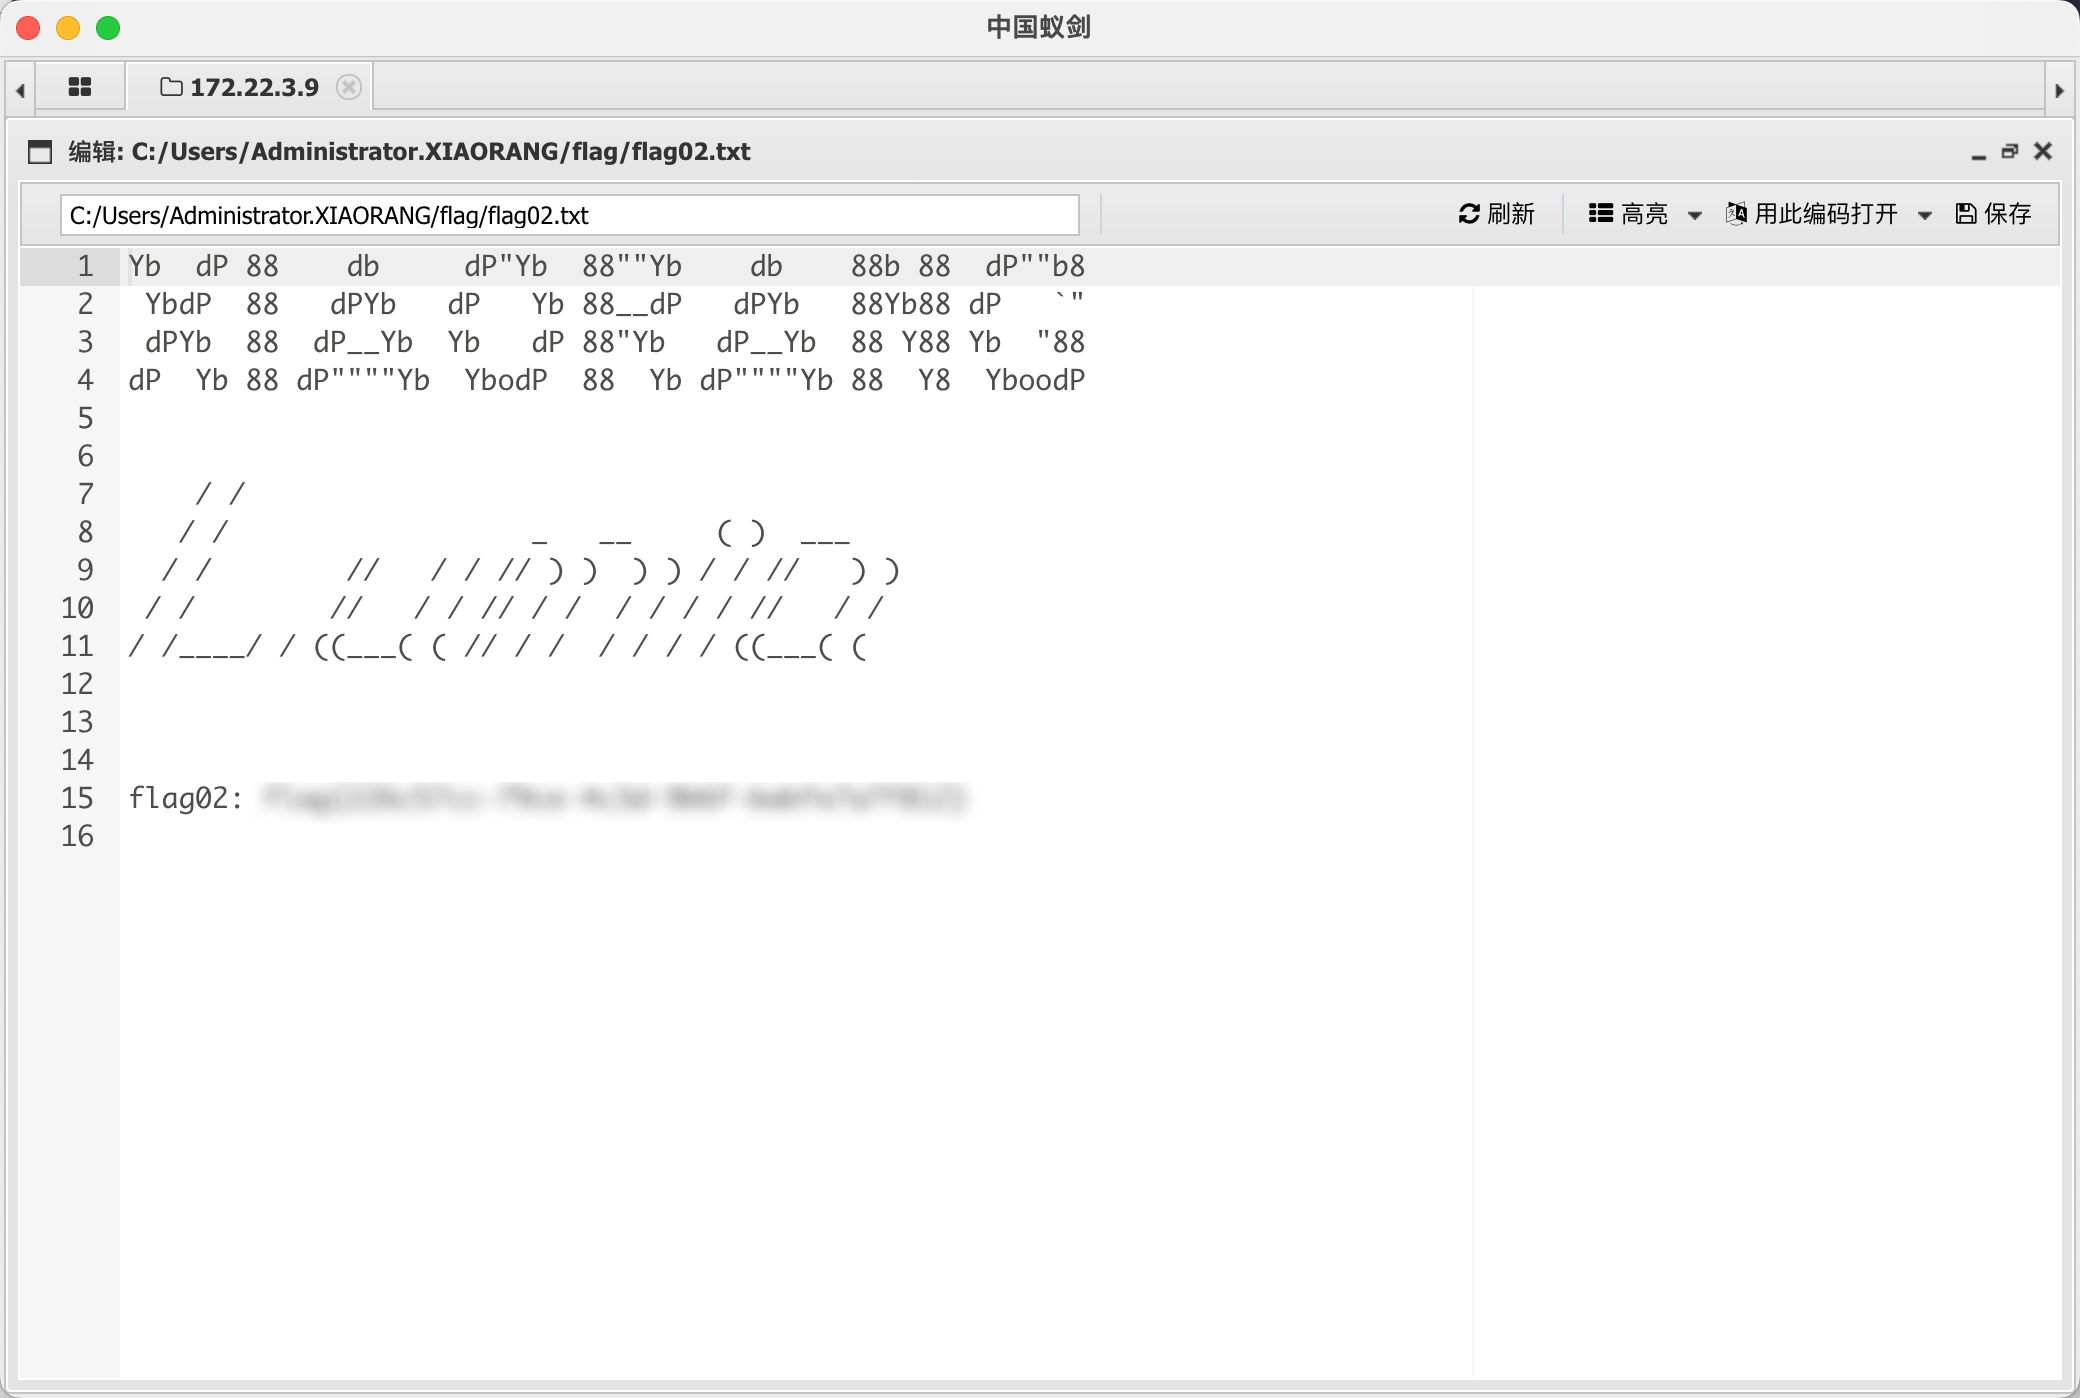 中国蚁剑
172.22.3.9
编辑: C:/Users/Administrator.XIAORANG/flag/flag02.txt
C:/Users/Administrator.XIAORANG/flag/flag02.txt 刷新 高亮 用此编码打开 保存
1 Yb  dP 88    db     dP"Yb  88""Yb    db    88b 88  dP""b8
2  YbdP  88   dPYb   dP   Yb 88__dP   dPYb   88Yb88 dP   `"
3  dPYb  88  dP__Yb  Yb   dP 88"Yb   dP__Yb  88 Y88 Yb  "88
4 dP  Yb 88 dP""""Yb  YbodP  88  Yb dP""""Yb 88  Y8  YboodP
5
6
7     / /
8    / /                  _   __     ( )  ___
9   / /        //   / / // ) )  ) ) / / //   ) )
10  / /        //   / / // / /  / / / / //   / /
11 / /____/ / ((___( ( // / /  / / / / ((___( (
12
13
14
15 flag02:
16